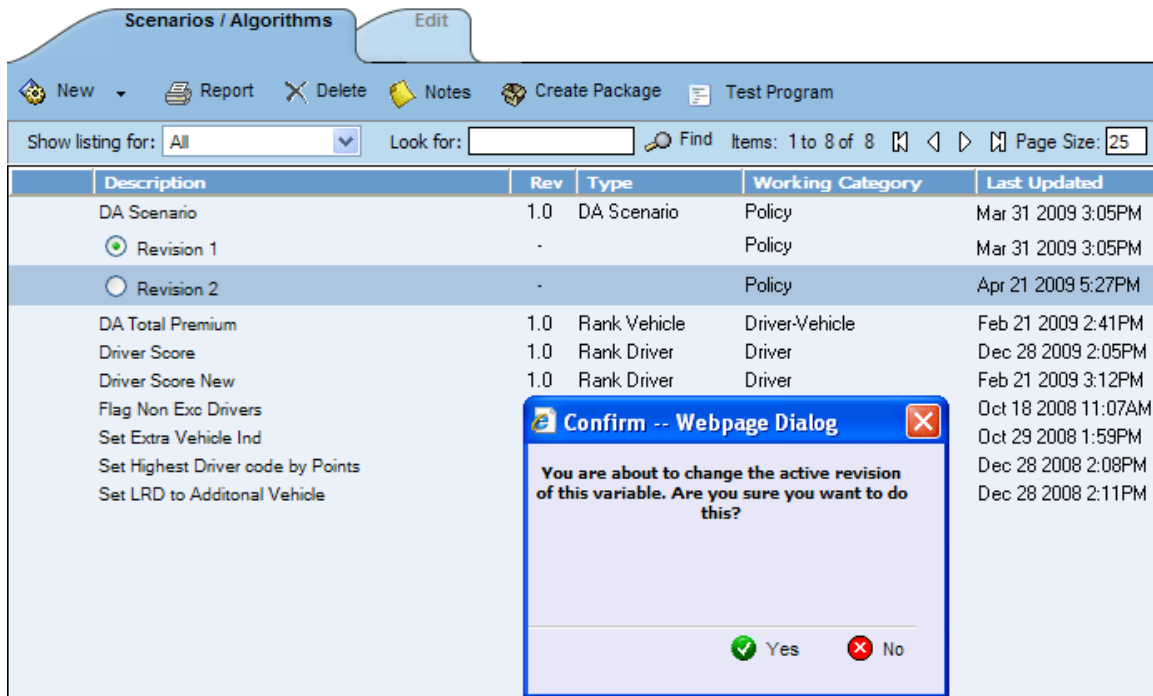 Scenarios / Algorithms Edit
New Report Delete Notes Create Package Test Program
Show listing for: All Look for: Find Items: 1 to 8 of 8 Page Size: 25
Description Rev Type Working Category Last Updated
DA Scenario 1.0 DA Scenario Policy Mar 31 2009 3:05PM
Revision 1 - Policy Mar 31 2009 3:05PM
Revision 2 - Policy Apr 21 2009 5:27PM
DA Total Premium 1.0 Rank Vehicle Driver-Vehicle Feb 21 2009 2:41PM
Driver Score 1.0 Rank Driver Driver Dec 28 2009 2:05PM
Driver Score New 1.0 Rank Driver Driver Feb 21 2009 3:12PM
Flag Non Exc Drivers Oct 18 2008 11:07AM
Set Extra Vehicle Ind Oct 29 2008 1:59PM
Set Highest Driver code by Points Dec 28 2008 2:08PM
Set LRD to Additonal Vehicle Dec 28 2008 2:11PM
Confirm -- Webpage Dialog
You are about to change the active revision
of this variable. Are you sure you want to do
this?
Yes No